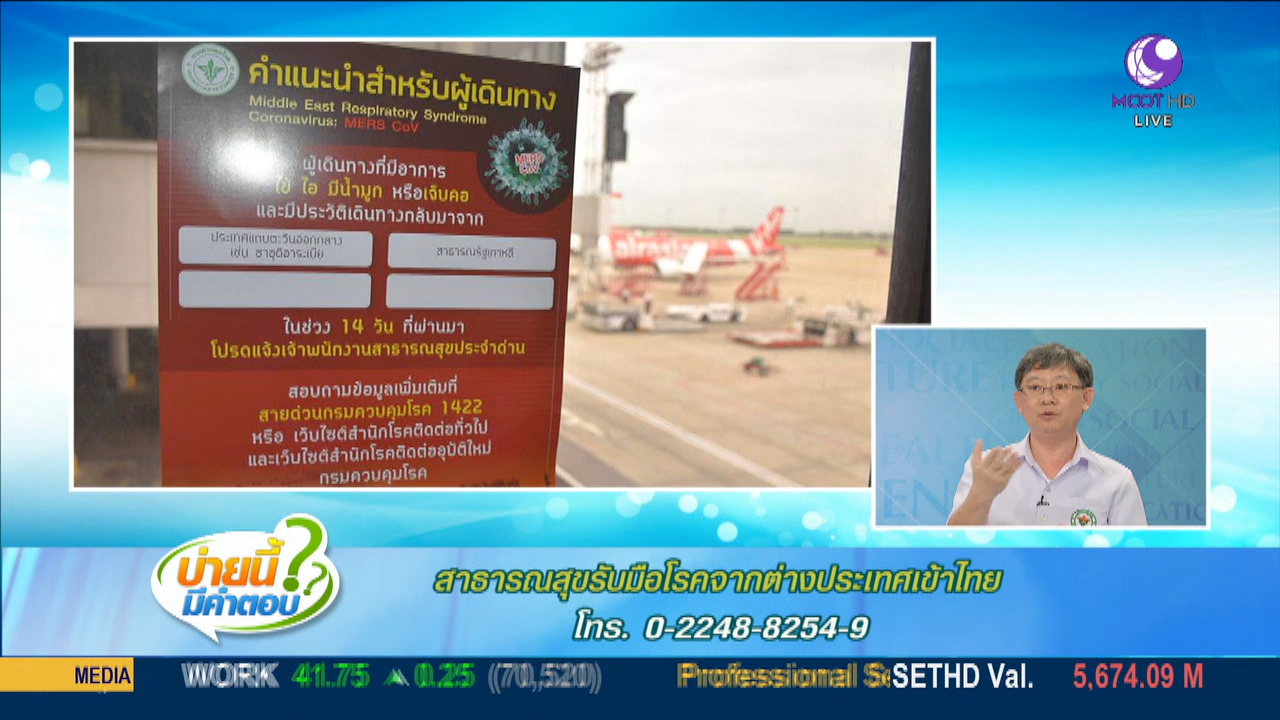 คำแนะนำสำหรับผู้เดินทาง
Middle East Respiratory Syndrome
Coronavirus: MERS CoV
MERS
CoV
ผู้เดินทางที่มีอาการ
ไข้ ไอ มีน้ำมูก หรือเจ็บคอ
และมีประวัติเดินทางกลับมาจาก
ประเทศแถบตะวันออกกลาง
เช่น ซาอุดิอาระเบีย
สาธารณรัฐเกาหลี
ในช่วง 14 วัน ที่ผ่านมา
โปรดแจ้งเจ้าพนักงานสาธารณสุขประจำด่าน
สอบถามข้อมูลเพิ่มเติมที่
สายด่วนกรมควบคุมโรค 1422
หรือ เว็บไซต์สำนักโรคติดต่อทั่วไป
และเว็บไซต์สำนักโรคติดต่ออุบัติใหม่
กรมควบคุมโรค
airasia
MCOT HD
LIVE
SOCIAL
TURE
SOCIAL
SOCIAL
EN
บ่ายนี้
มีคำตอบ
สาธารณสุขรับมือโรคจากต่างประเทศเข้าไทย
โทร. 0-2248-8254-9
MEDIA WORK 41.75 0.25 (70,520) Professional SETHD Val. 5,674.09 M